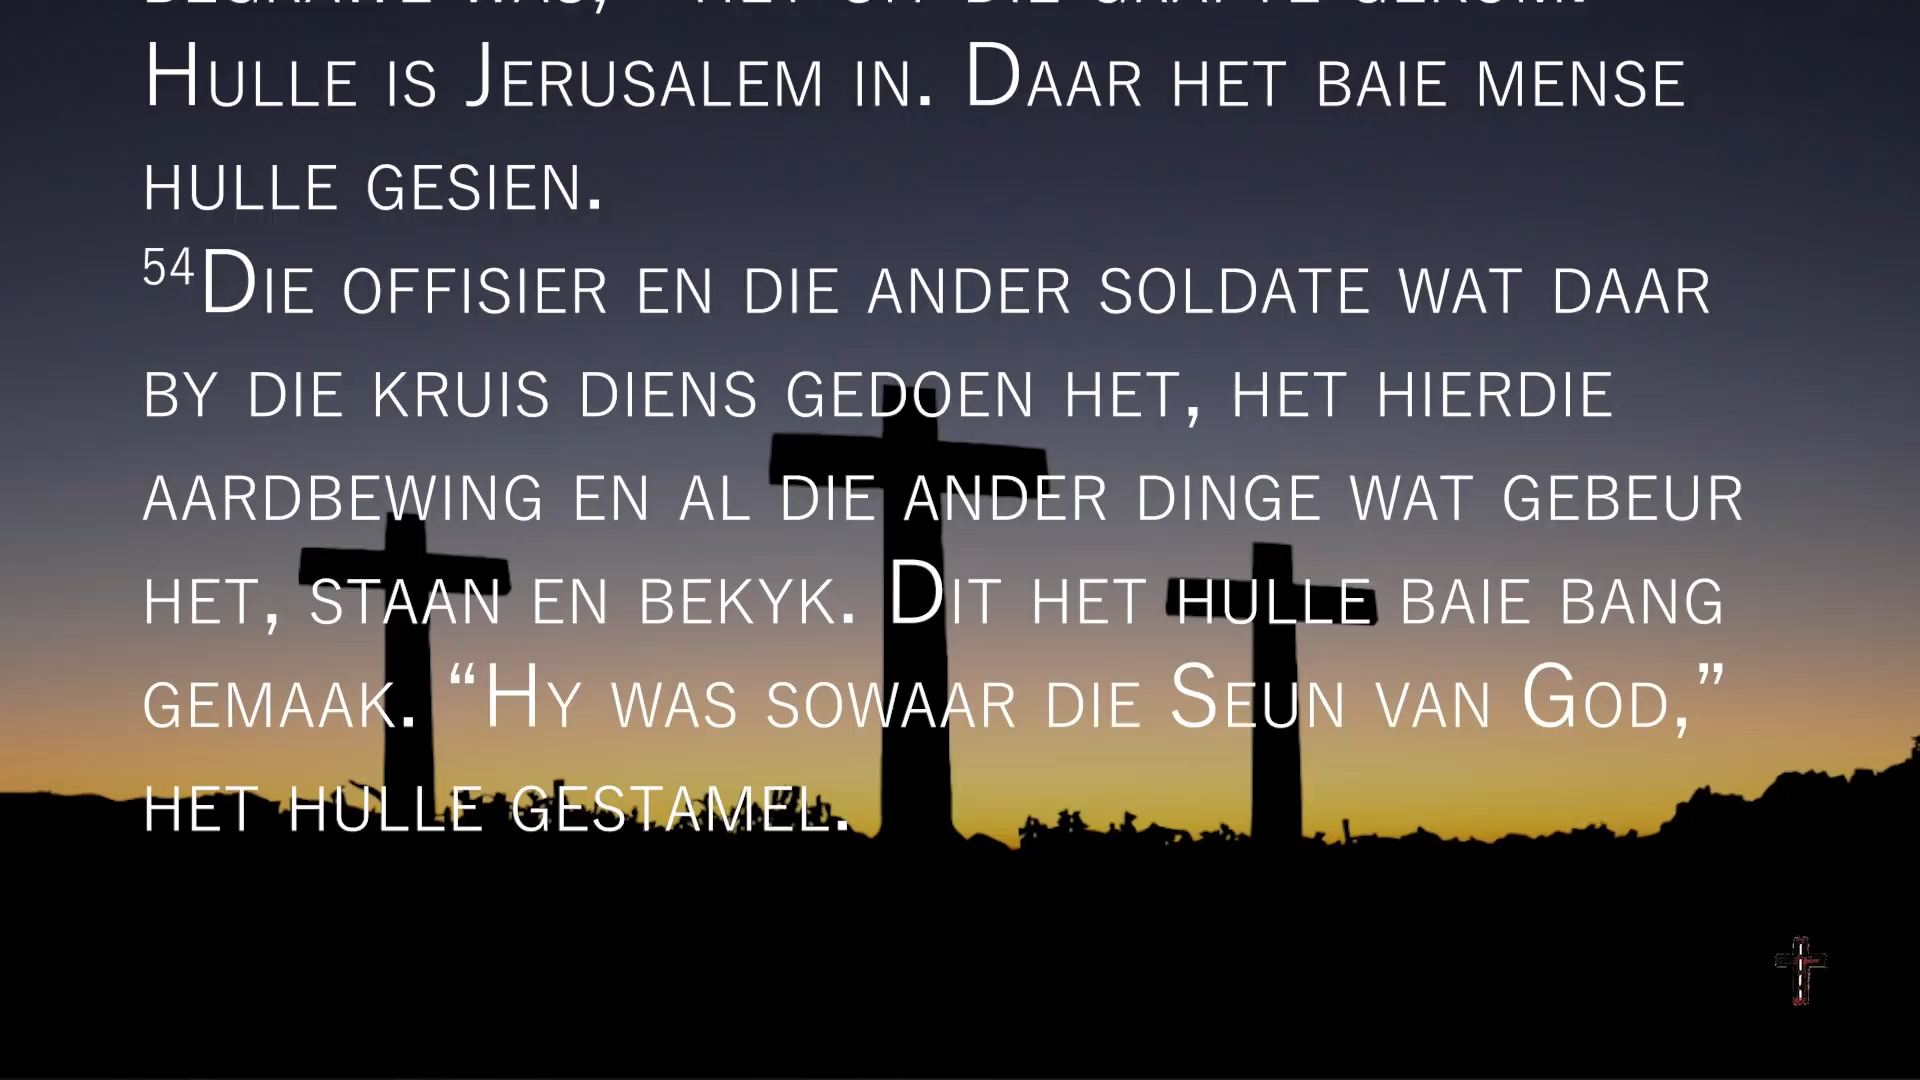 Hulle is Jerusalem in. Daar het baie mense
hulle gesien.
54Die offisier en die ander soldate wat daar
by die kruis diens gedoen het, het hierdie
aardbewing en al die ander dinge wat gebeur
het, staan en bekyk. Dit het hulle baie bang
gemaak. “Hy was sowaar die Seun van God,”
het hulle gestamel.